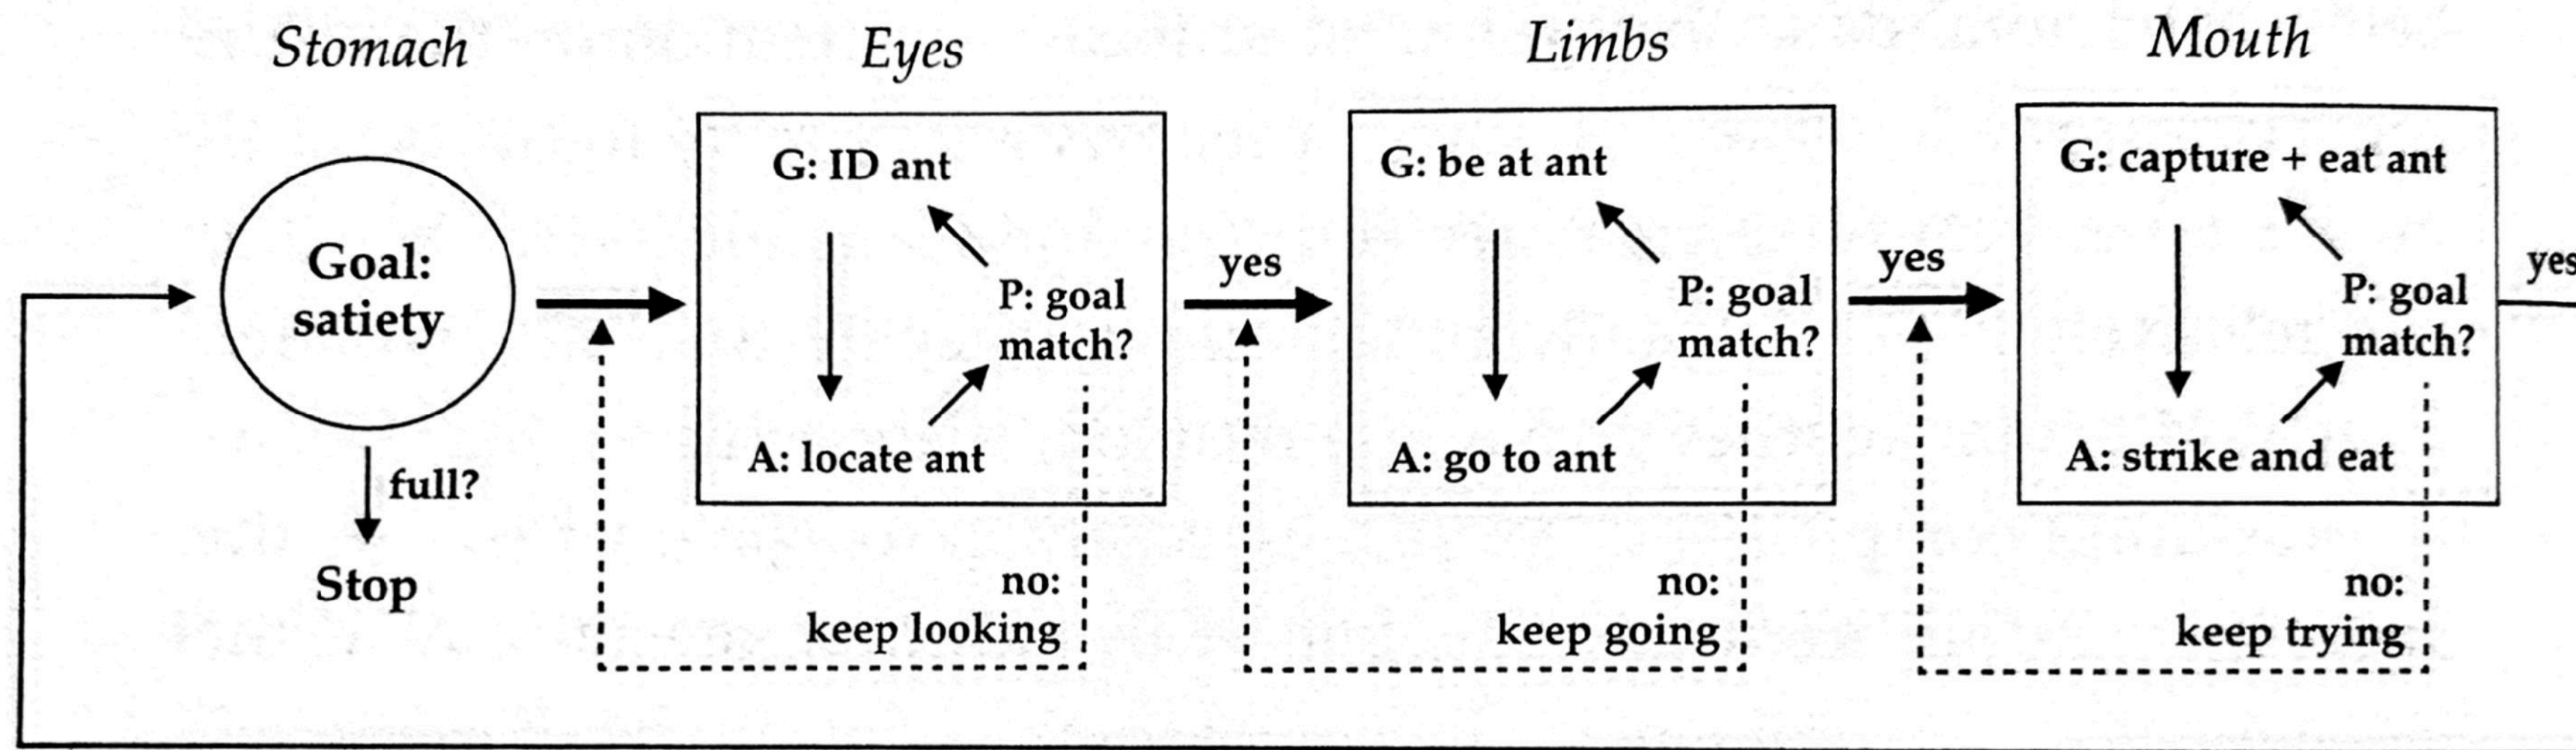 Stomach
Goal:
satiety
full?
Stop
Eyes
G: ID ant
P: goal
match?
A: locate ant
no:
keep looking
yes
Limbs
G: be at ant
P: goal
match?
A: go to ant
no:
keep going
yes
Mouth
G: capture + eat ant
P: goal
match?
A: strike and eat
no:
keep trying
yes